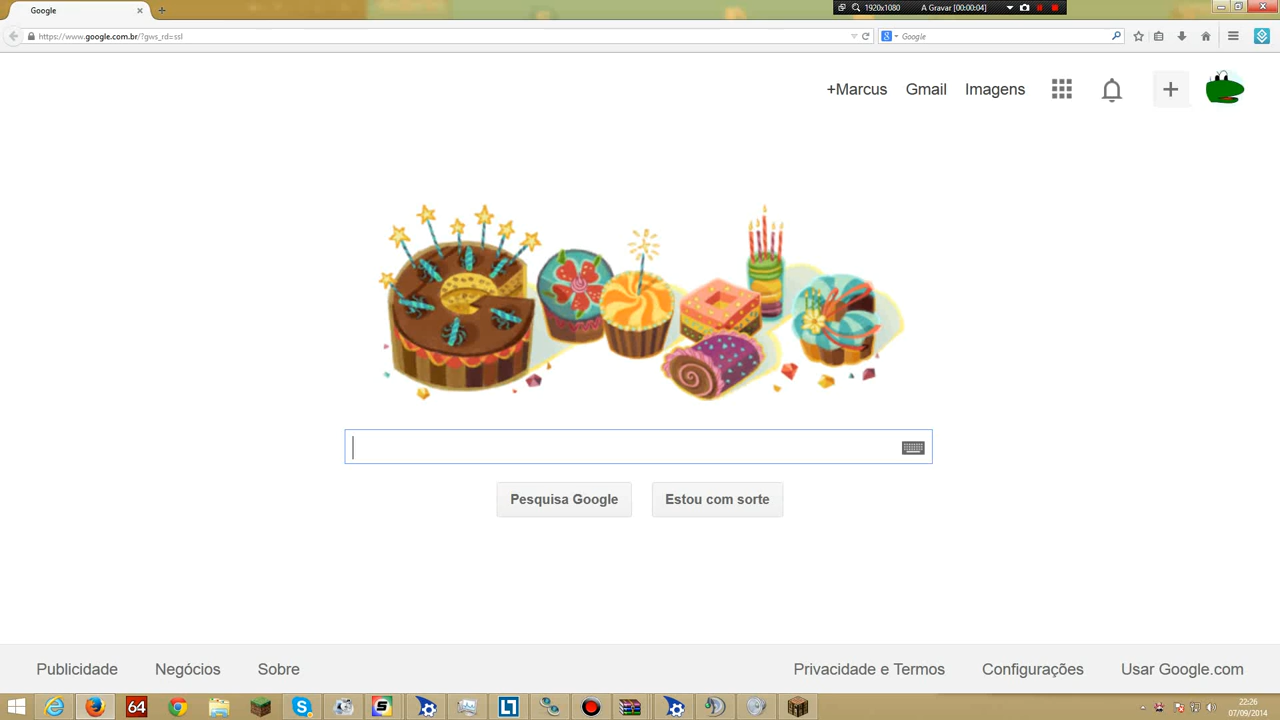 Google
1920x1080
A Gravar [00:00:04]
https://www.google.com.br/?gws_rd=ssl
Google
+Marcus
Gmail
Imagens
Pesquisa Google
Estou com sorte
Publicidade
Negócios
Sobre
Privacidade e Termos
Configurações
Usar Google.com
64
22:26
07/09/2014